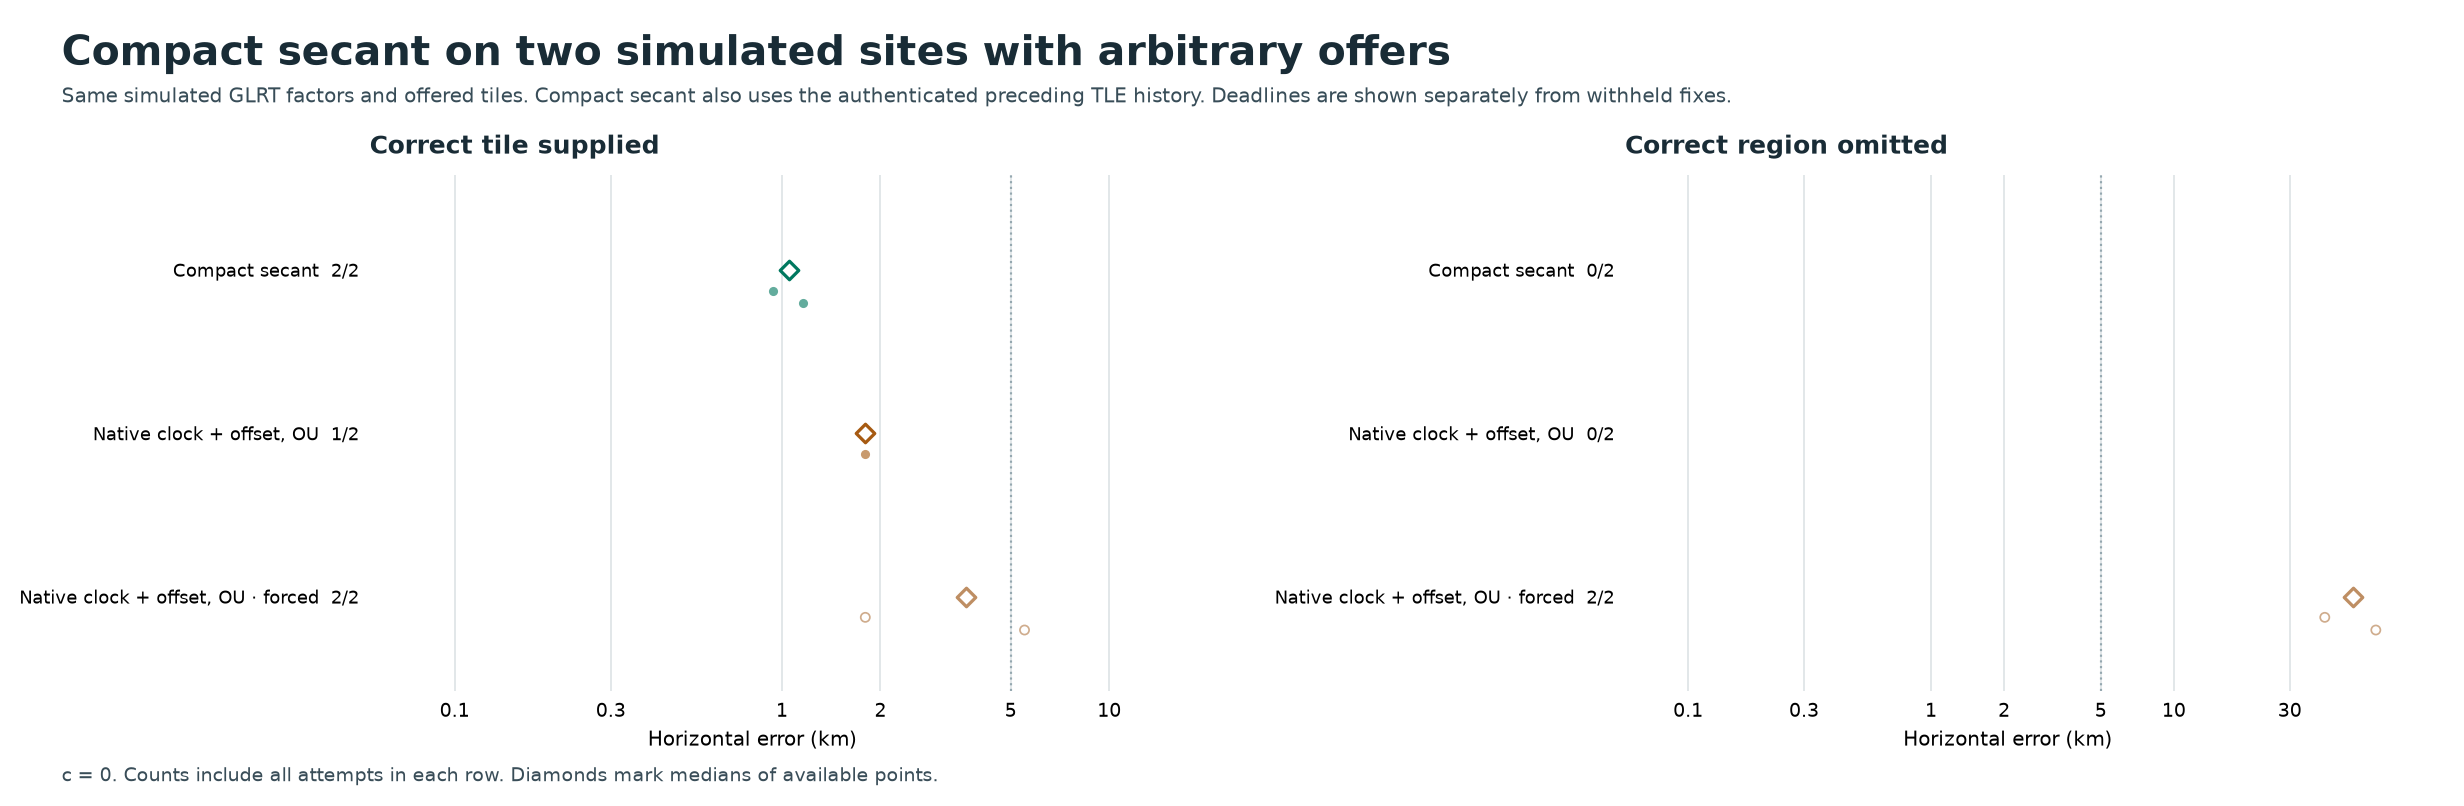 Compact secant on two simulated sites with arbitrary offers
Same simulated GLRT factors and offered tiles. Compact secant also uses the authenticated preceding TLE history. Deadlines are shown separately from withheld fixes.
Correct tile supplied
Compact secant 2/2
Native clock + offset, OU 1/2
Native clock + offset, OU · forced 2/2
0.1 0.3 1 2 5 10
Horizontal error (km)
Correct region omitted
Compact secant 0/2
Native clock + offset, OU 0/2
Native clock + offset, OU · forced 2/2
0.1 0.3 1 2 5 10 30
Horizontal error (km)
c = 0. Counts include all attempts in each row. Diamonds mark medians of available points.